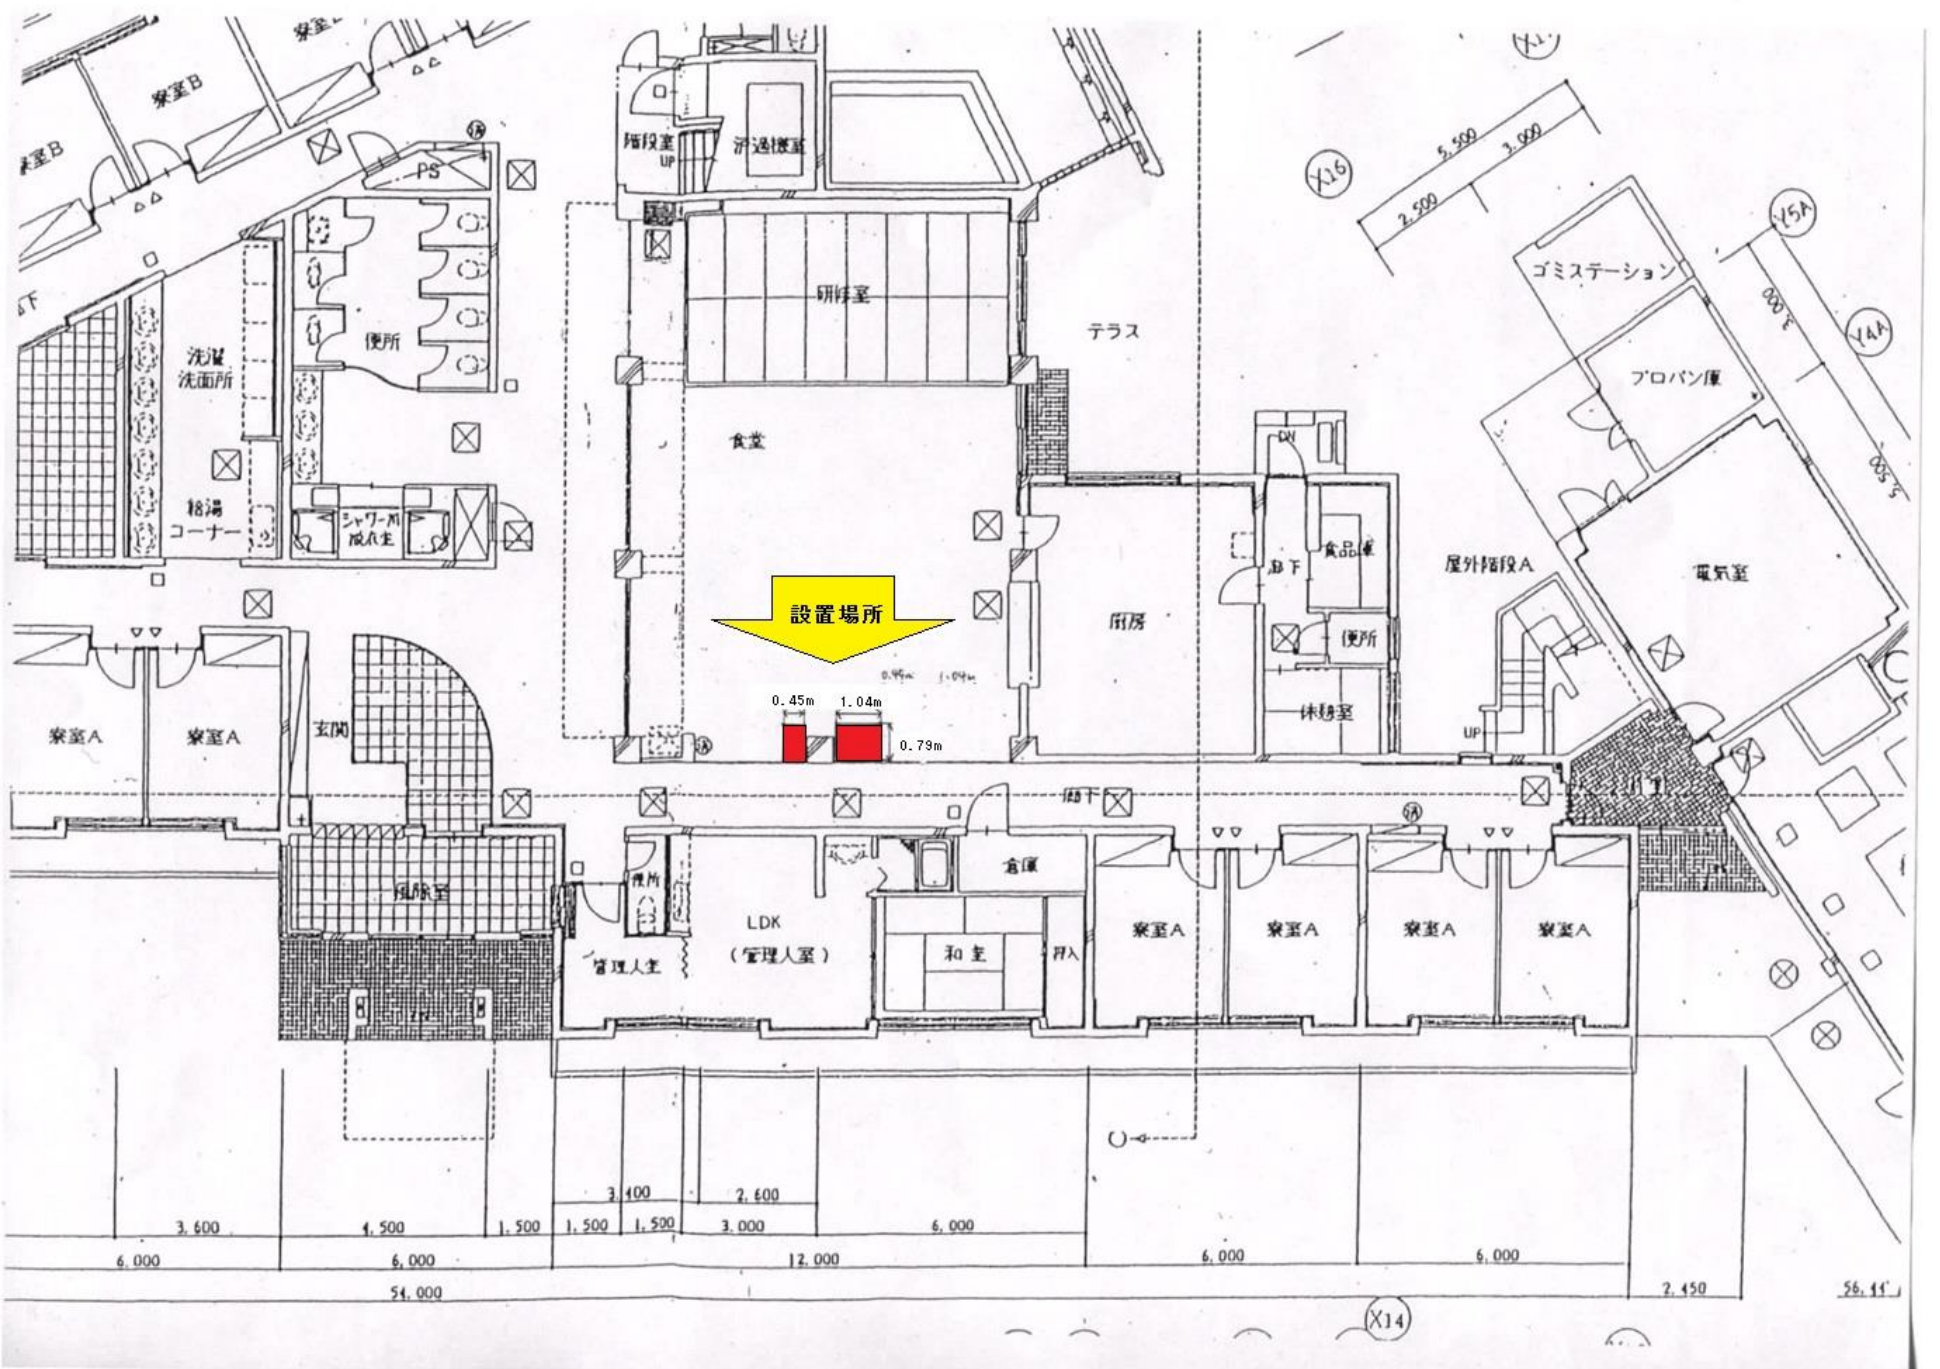 寮室B
寮室B
PS
階段室
UP
X16
5,500
3,000
2,500
Y5A
ゴミステーション
3,000
Y4A
研修室
テラス
便所
洗濯
洗面所
プロパン庫
食堂
DN
5,500
給湯
コーナー
シャワー室
脱衣室
廊下
食品庫
屋外階段A
電気室
設置場所
厨房
便所
0.45m
1.04m
0.79m
休憩室
UP
寮室A
寮室A
玄関
廊下
風除室
便所
倉庫
LDK
(管理人室)
管理人室
和室
押入
寮室A
寮室A
寮室A
寮室A
C
3,400
2,600
3,600
4,500
1,500
1,500
1,500
3,000
6,000
6,000
6,000
12,000
6,000
6,000
54,000
2,450
X14